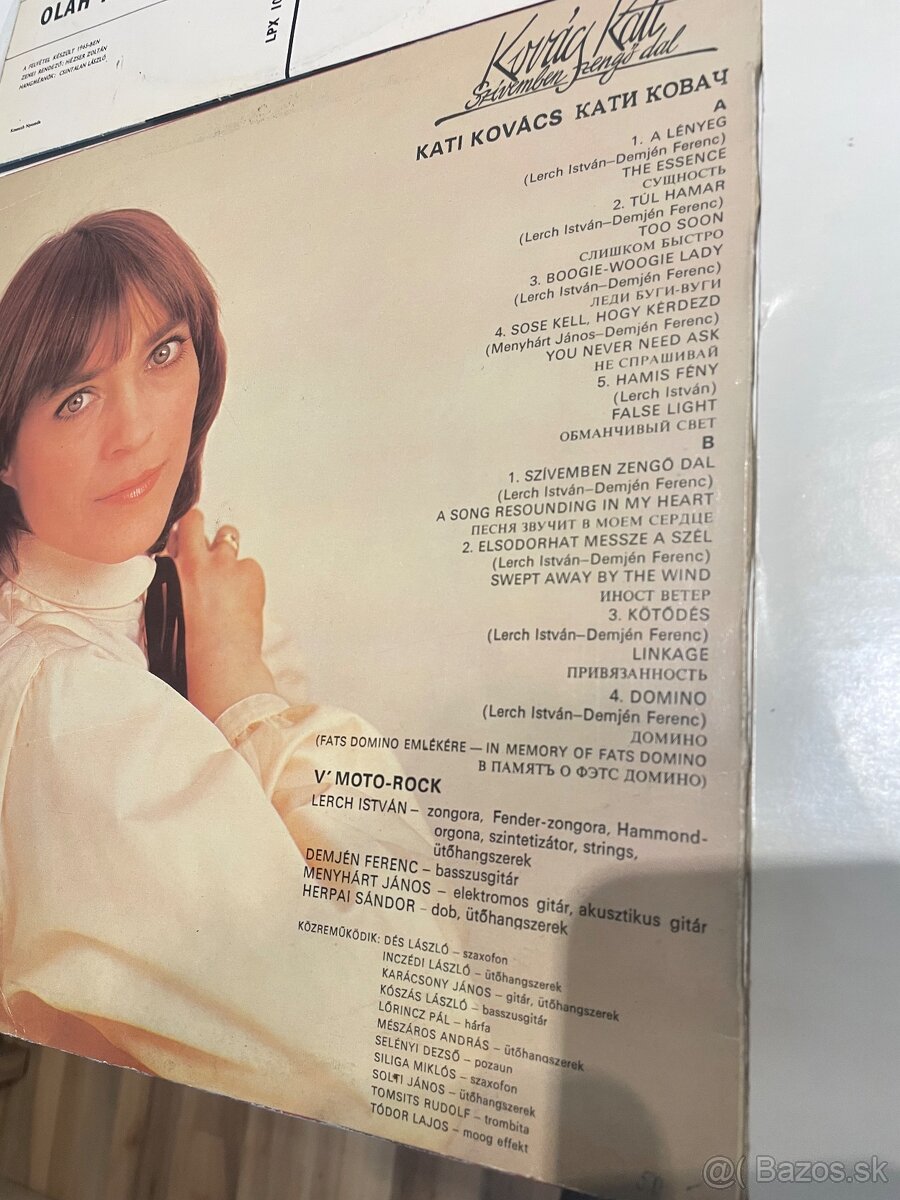 OLÁH
A FELVÉTEL KÉSZÜLT 1965-BEN
ZENEI RENDEZŐ: HÉZSER ZOLTÁN
HANGMÉRNÖK: CSINTALAN LÁSZLÓ
LPX 10
Kovács Kati
Szívemben zengő dal
KATI KOVÁCS КАТИ КОВАЧ
A
1. A LÉNYEG
(Lerch István–Demjén Ferenc)
THE ESSENCE
СУЩНОСТЬ
2. TÚL HAMAR
(Lerch István–Demjén Ferenc)
TOO SOON
СЛИШКОМ БЫСТРО
3. BOOGIE-WOOGIE LADY
(Lerch István–Demjén Ferenc)
ЛЕДИ БУГИ-ВУГИ
4. SOSE KELL, HOGY KÉRDEZD
(Menyhárt János–Demjén Ferenc)
YOU NEVER NEED ASK
НЕ СПРАШИВАЙ
5. HAMIS FÉNY
(Lerch István)
FALSE LIGHT
ОБМАНЧИВЫЙ СВЕТ
B
1. SZÍVEMBEN ZENGŐ DAL
(Lerch István–Demjén Ferenc)
A SONG RESOUNDING IN MY HEART
ПЕСНЯ ЗВУЧИТ В МОЕМ СЕРДЦЕ
2. ELSODORHAT MESSZE A SZÉL
(Lerch István–Demjén Ferenc)
SWEPT AWAY BY THE WIND
ИНОСТ ВЕТЕР
3. KÖTŐDÉS
(Lerch István–Demjén Ferenc)
LINKAGE
ПРИВЯЗАННОСТЬ
4. DOMINO
(Lerch István–Demjén Ferenc)
ДОМИНО
(FATS DOMINO EMLÉKÉRE – IN MEMORY OF FATS DOMINO
В ПАМЯТЬ О ФЭТС ДОМИНО)
V' MOTO-ROCK
LERCH ISTVÁN – zongora, Fender-zongora, Hammond-
orgona, szintetizátor, strings,
ütőhangszerek
DEMJÉN FERENC – basszusgitár
MENYHÁRT JÁNOS – elektromos gitár, akusztikus gitár
HERPAI SÁNDOR – dob, ütőhangszerek
KÖZREMŰKÖDIK: DÉS LÁSZLÓ – szaxofon
INCZÉDI LÁSZLÓ – ütőhangszerek
KARÁCSONY JÁNOS – gitár, ütőhangszerek
KÓSZÁS LÁSZLÓ – basszusgitár
LŐRINCZ PÁL – hárfa
MÉSZÁROS ANDRÁS – ütőhangszerek
SELÉNYI DEZSŐ – pozaun
SILIGA MIKLÓS – szaxofon
SOLTI JÁNOS – ütőhangszerek
TOMSITS RUDOLF – trombita
TÓDOR LAJOS – moog effekt
Bazos.sk